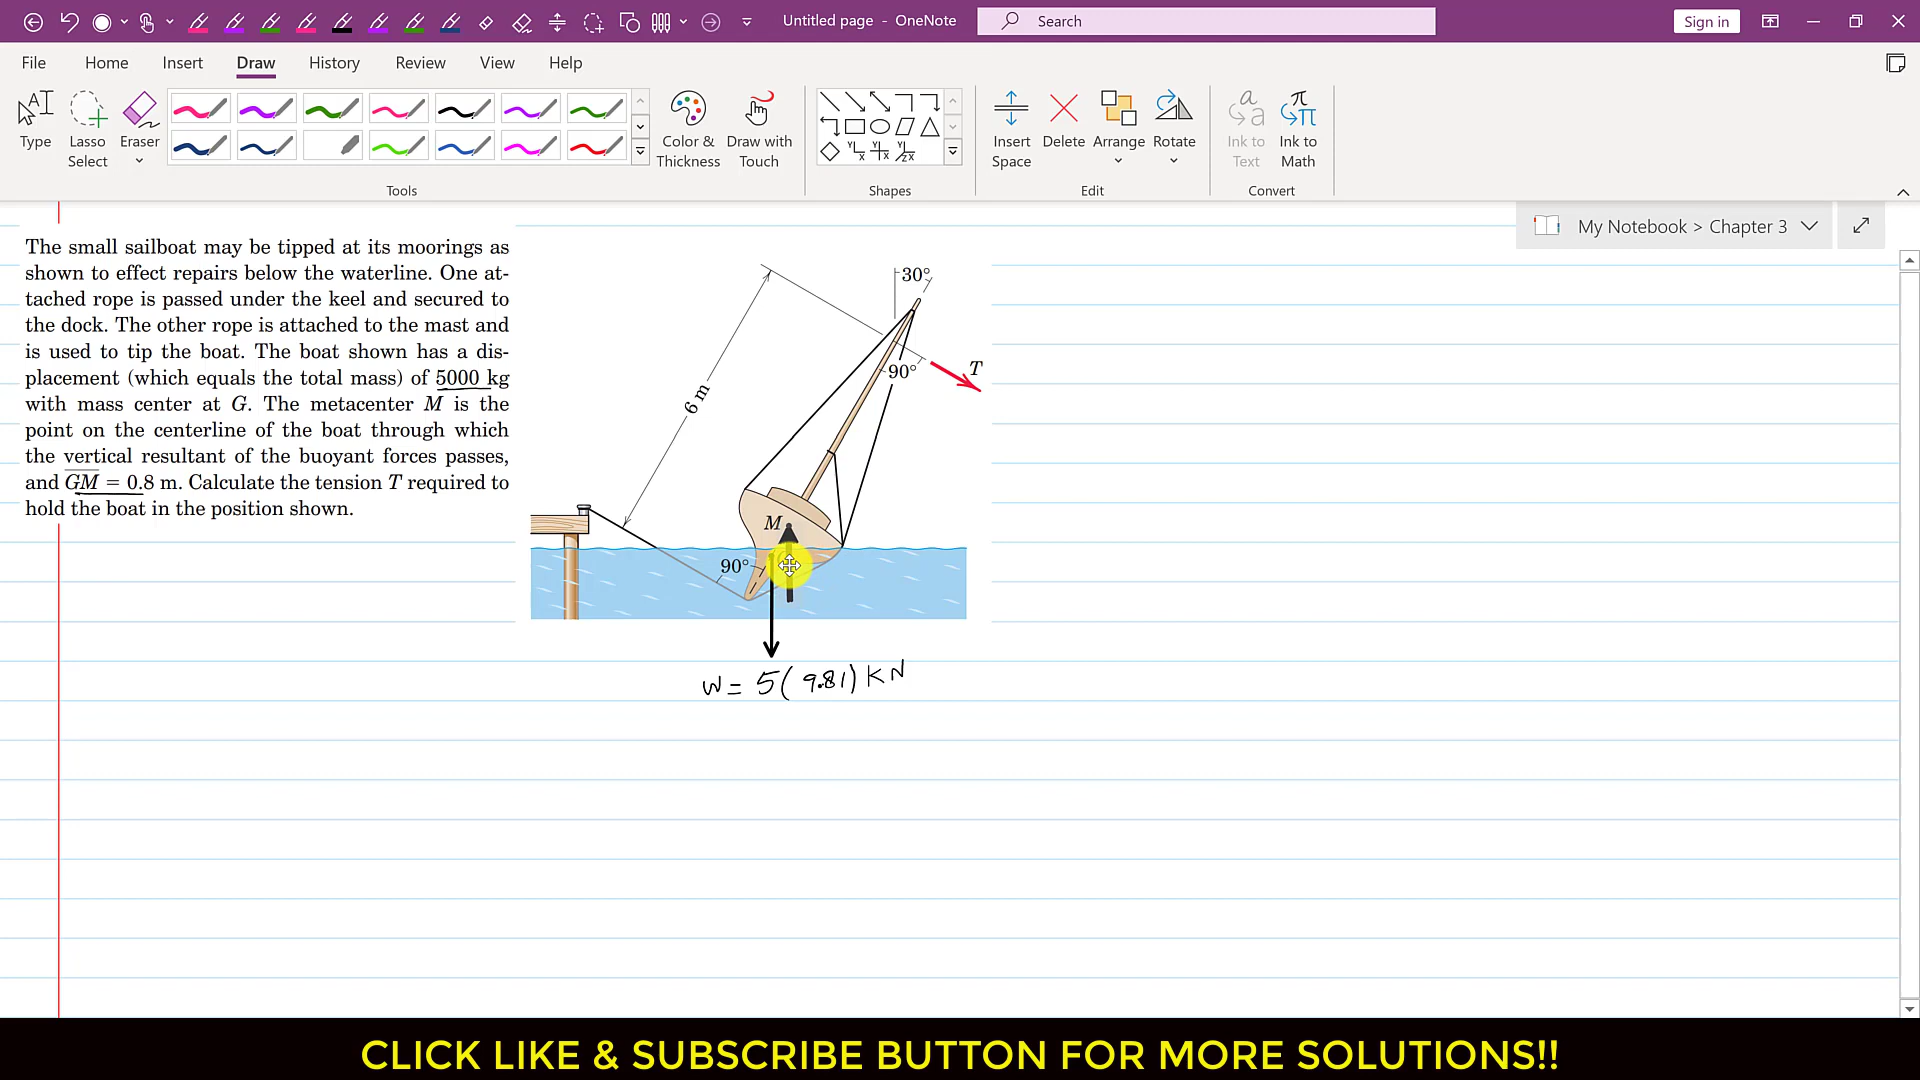 Untitled page - OneNote
Search
Sign in
File Home Insert Draw History Review View Help
Type
Lasso Select
Eraser
Color & Thickness
Draw with Touch
Insert Space
Delete
Arrange
Rotate
Ink to Text
Ink to Math
Tools
Shapes
Edit
Convert
My Notebook > Chapter 3
The small sailboat may be tipped at its moorings as
shown to effect repairs below the waterline. One at-
tached rope is passed under the keel and secured to
the dock. The other rope is attached to the mast and
is used to tip the boat. The boat shown has a dis-
placement (which equals the total mass) of 5000 kg
with mass center at G. The metacenter M is the
point on the centerline of the boat through which
the vertical resultant of the buoyant forces passes,
and GM = 0.8 m. Calculate the tension T required to
hold the boat in the position shown.
30°
T
90°
6 m
M
90°
W = 5(9.81) KN
CLICK LIKE & SUBSCRIBE BUTTON FOR MORE SOLUTIONS!!